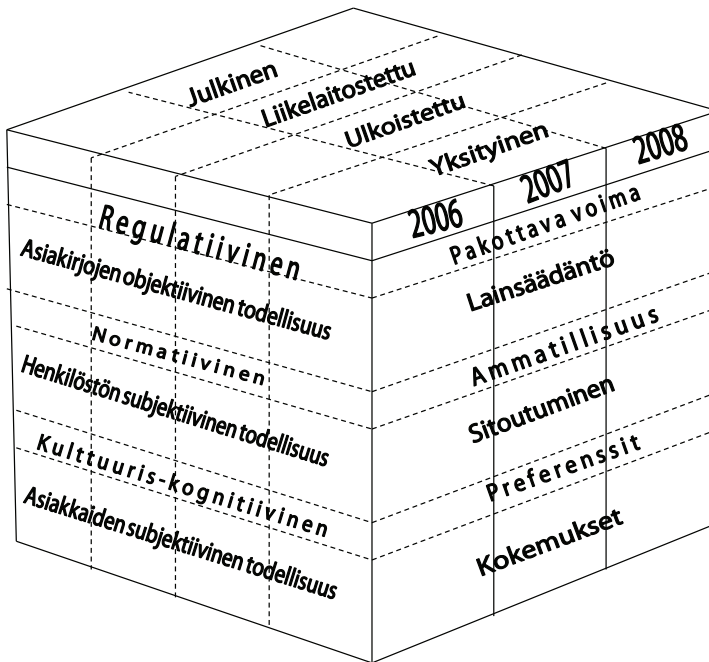 Julkinen
Liikelaitostettu
Ulkoistettu
Yksityinen
2006
2007
2008
Regulatiivinen
Asiakirjojen objektiivinen todellisuus
Normatiivinen
Henkilöstön subjektiivinen todellisuus
Kulttuuris-kognitiivinen
Asiakkaiden subjektiivinen todellisuus
Pakottava voima
Lainsäädäntö
Ammatillisuus
Sitoutuminen
Preferenssit
Kokemukset